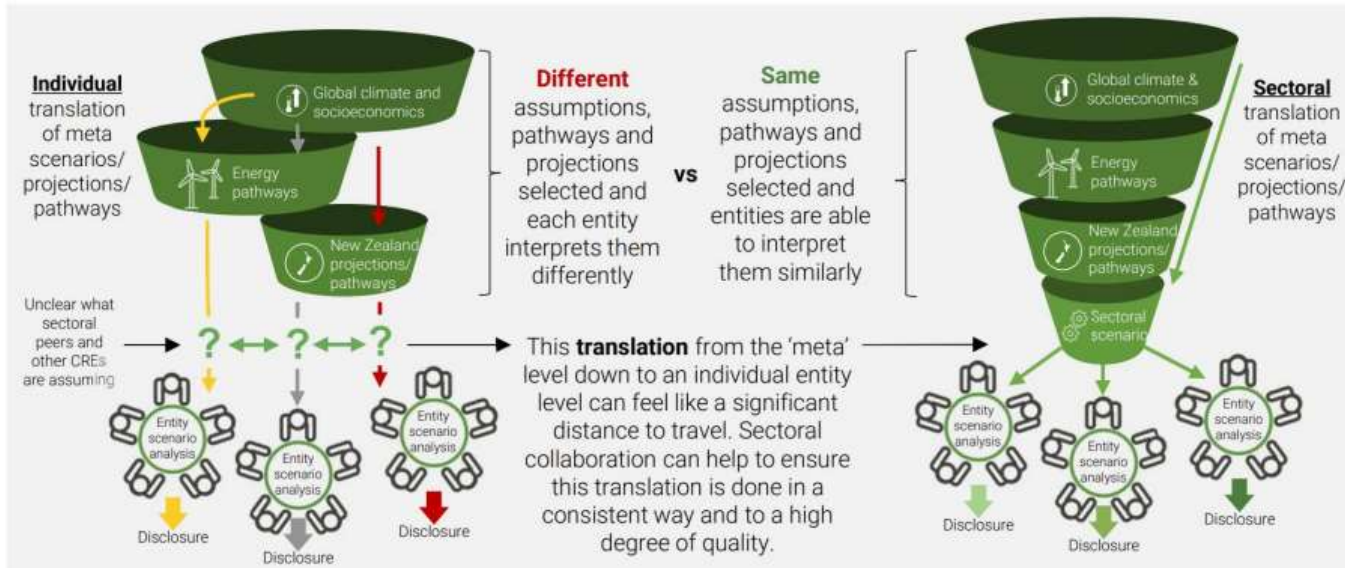 Individual
translation
of meta
scenarios/
projections/
pathways
Global climate and
socioeconomics
Energy
pathways
New Zealand
projections/
pathways
Different
assumptions,
pathways and
projections
selected and
each entity
interprets them
differently
vs
Same
assumptions,
pathways and
projections
selected and
entities are able
to interpret
them similarly
Global climate &
socioeconomics
Energy
pathways
New Zealand
projections/
pathways
Sectoral
scenario
Sectoral
translation
of meta
scenarios/
projections/
pathways
Unclear what
sectoral
peers and
other CREs
are assuming
? ? ?
This translation from the ‘meta’
level down to an individual entity
level can feel like a significant
distance to travel. Sectoral
collaboration can help to ensure
this translation is done in a
consistent way and to a high
degree of quality.
Entity
scenario
analysis
Disclosure
Entity
scenario
analysis
Disclosure
Entity
scenario
analysis
Disclosure
Entity
scenario
analysis
Disclosure
Entity
scenario
analysis
Disclosure
Entity
scenario
analysis
Disclosure